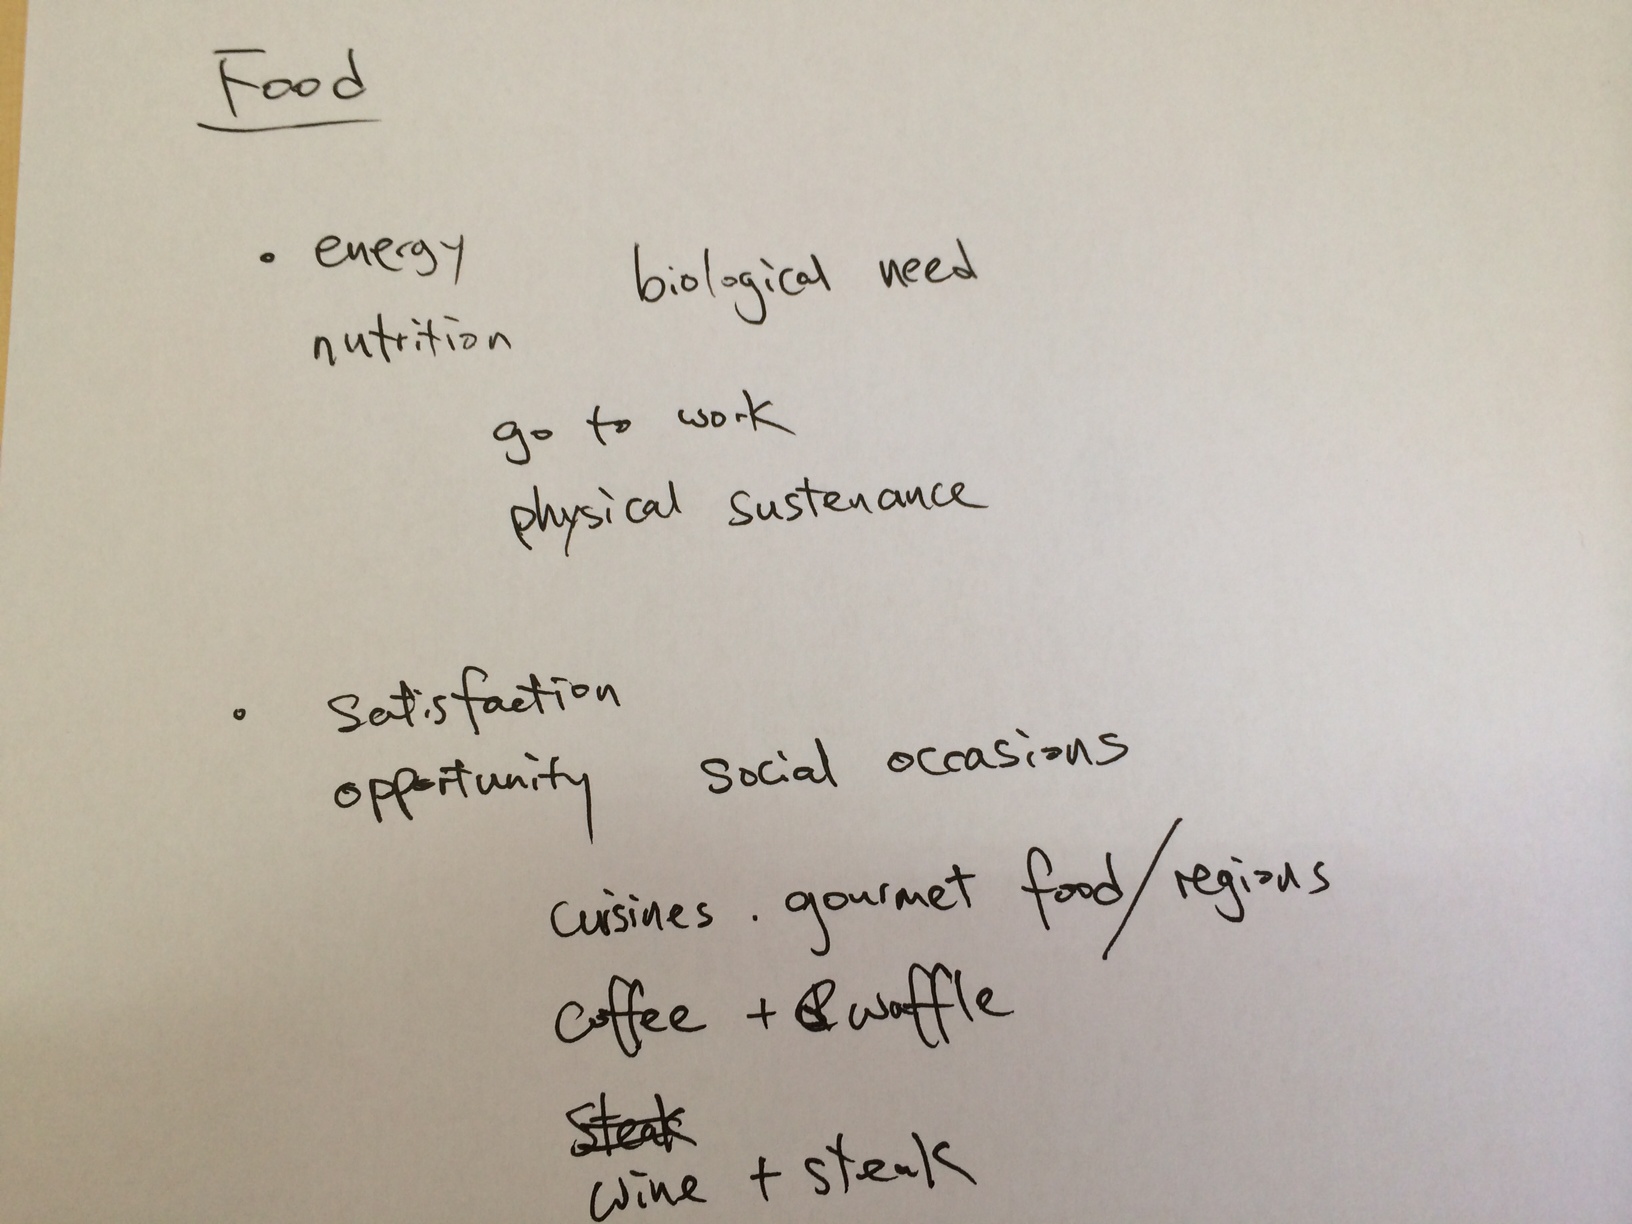 Food
• energy biological need
nutrition
go to work
physical sustenance
• satisfaction
opportunity social occasions
cuisines . gourmet food/regions
coffee + waffle
steak
wine + steak